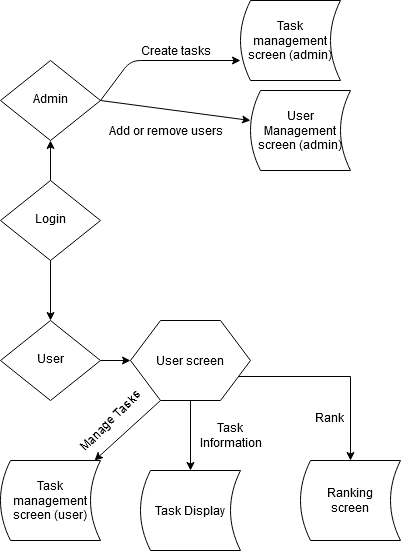 Task
management
screen (admin)
Create tasks
Admin
User
Management
screen (admin)
Add or remove users
Login
User
User screen
Manage Tasks
Task
Information
Rank
Task
management
screen (user)
Task Display
Ranking
screen